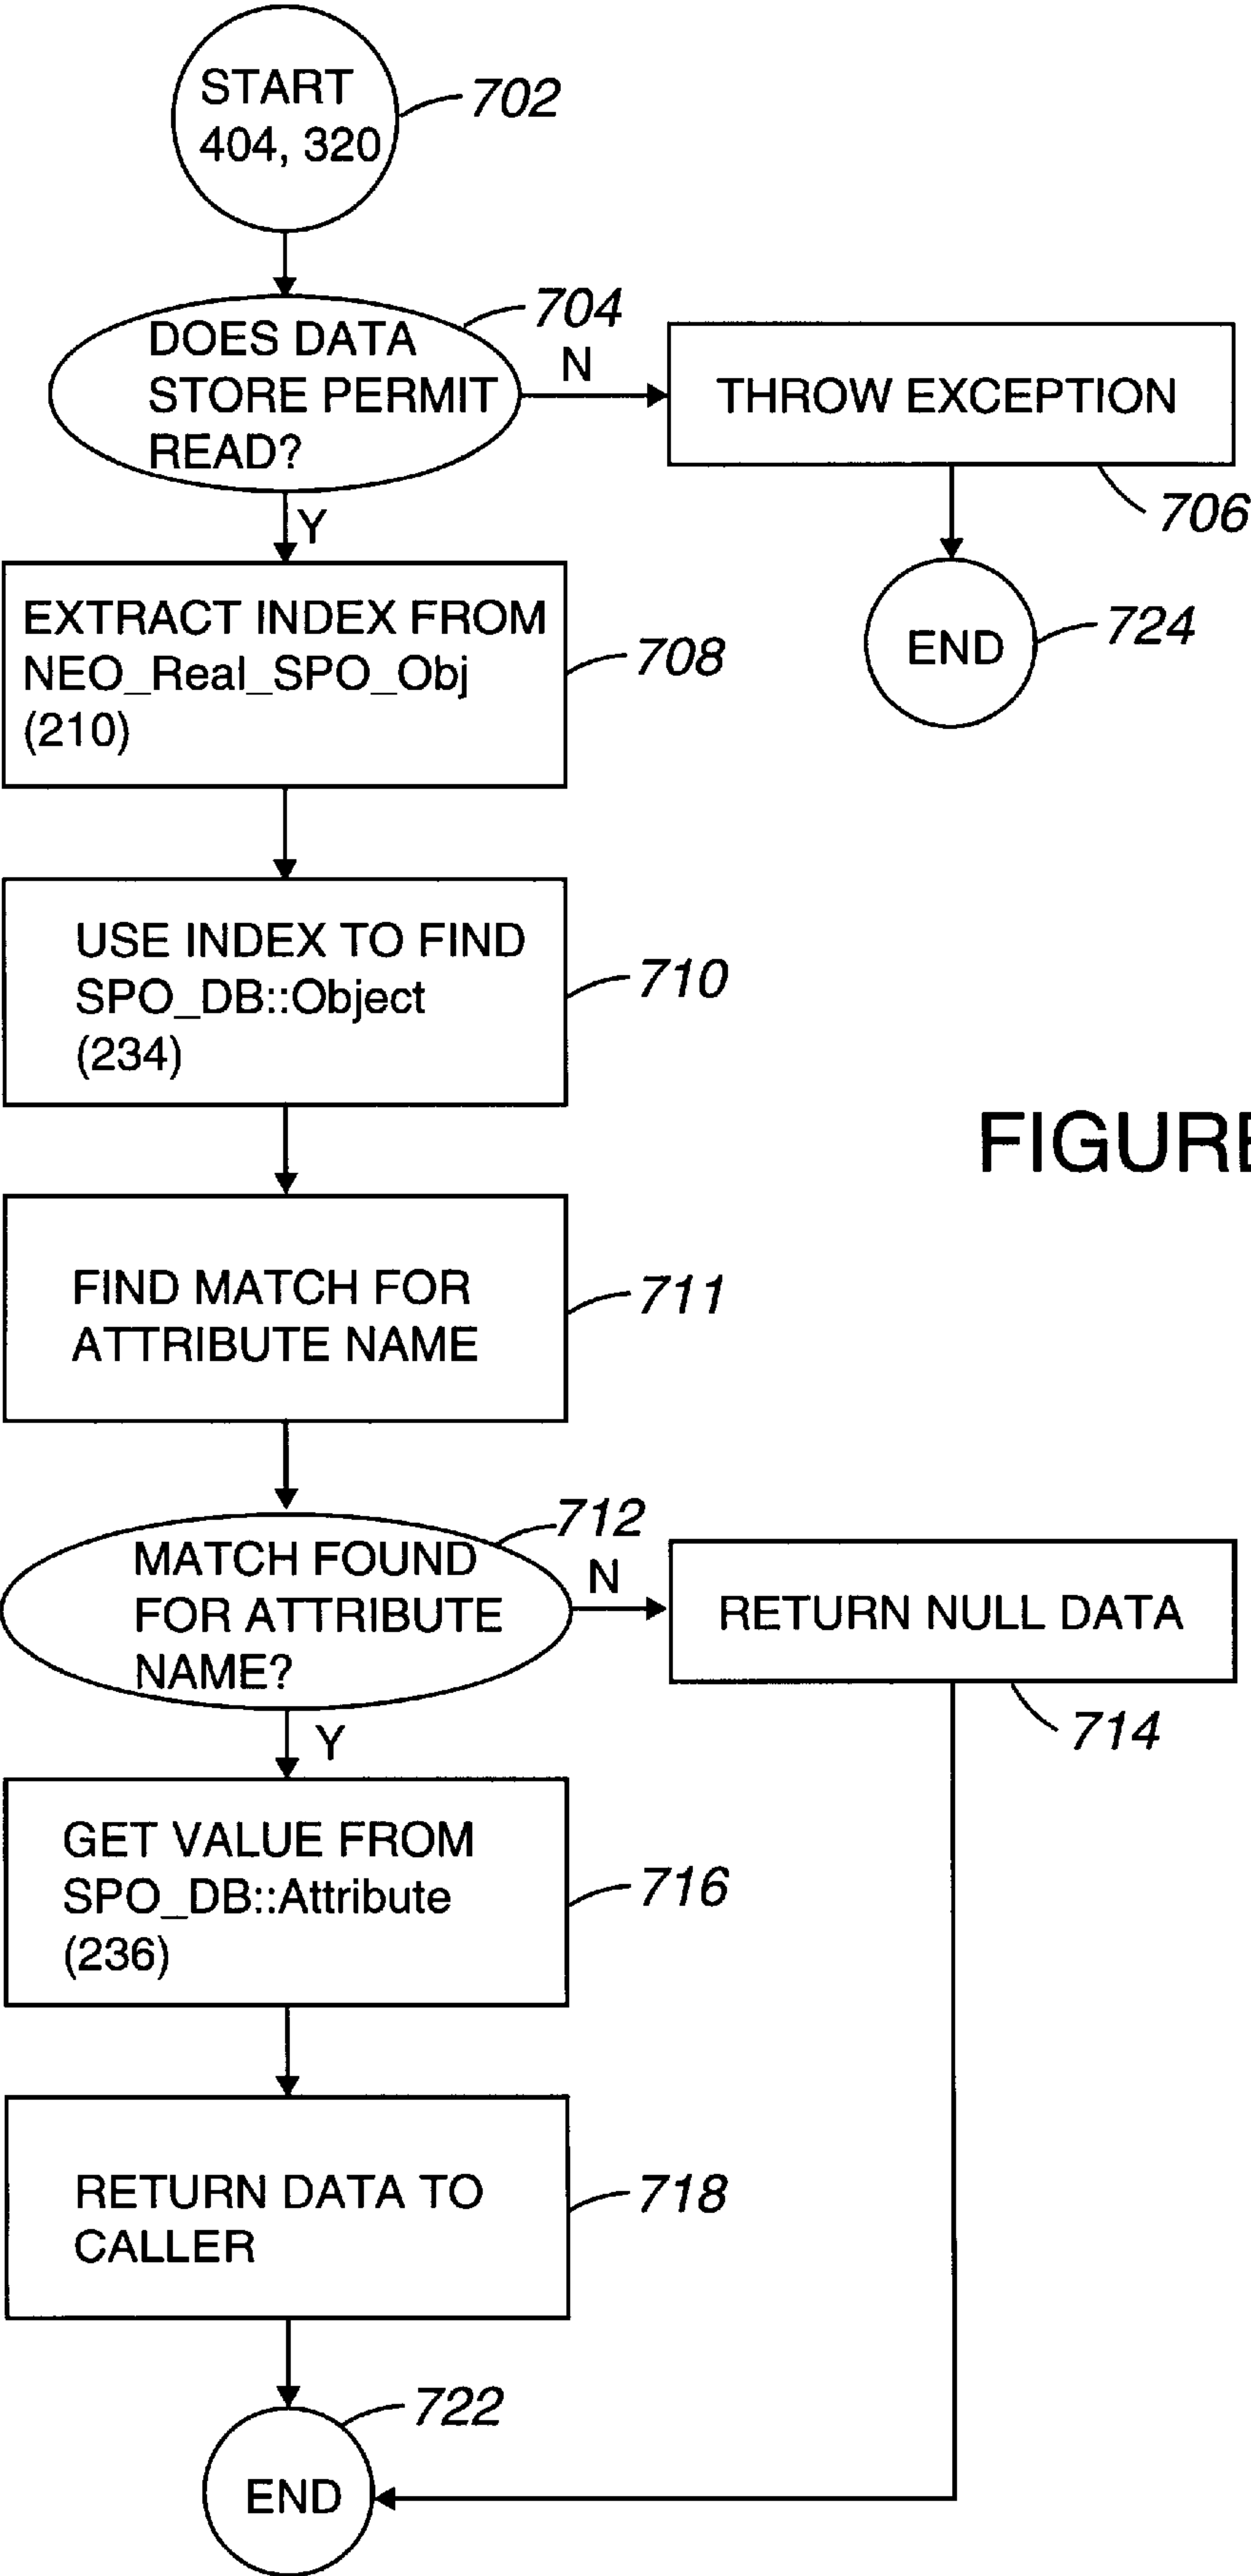 START
404, 320
702
DOES DATA
STORE PERMIT
READ?
704
N
THROW EXCEPTION
706
Y
END
724
EXTRACT INDEX FROM
NEO_Real_SPO_Obj
(210)
708
USE INDEX TO FIND
SPO_DB::Object
(234)
710
FIGURE
FIND MATCH FOR
ATTRIBUTE NAME
711
MATCH FOUND
FOR ATTRIBUTE
NAME?
712
N
RETURN NULL DATA
714
Y
GET VALUE FROM
SPO_DB::Attribute
(236)
716
RETURN DATA TO
CALLER
718
END
722